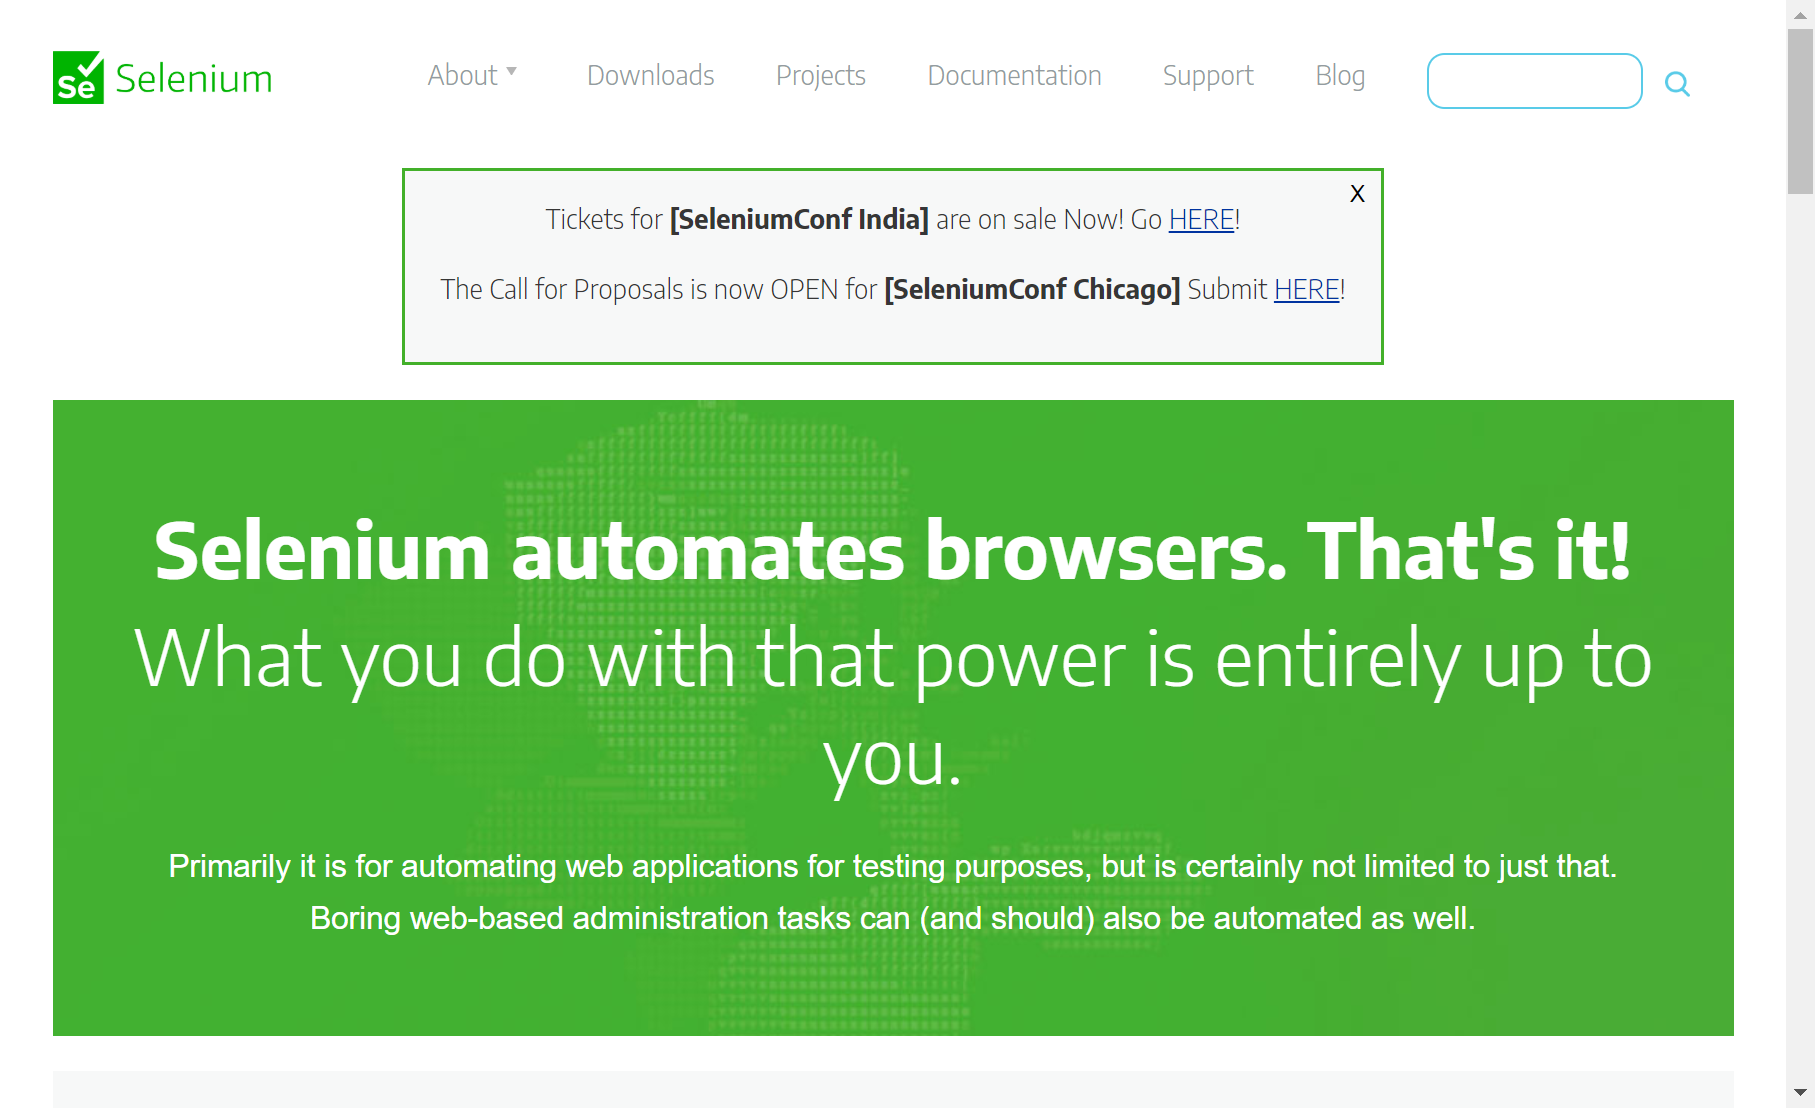 Se Selenium
About
Downloads
Projects
Documentation
Support
Blog
X
Tickets for [SeleniumConf India] are on sale Now! Go HERE!
The Call for Proposals is now OPEN for [SeleniumConf Chicago] Submit HERE!
Selenium automates browsers. That's it!
What you do with that power is entirely up to
you.
Primarily it is for automating web applications for testing purposes, but is certainly not limited to just that.
Boring web-based administration tasks can (and should) also be automated as well.